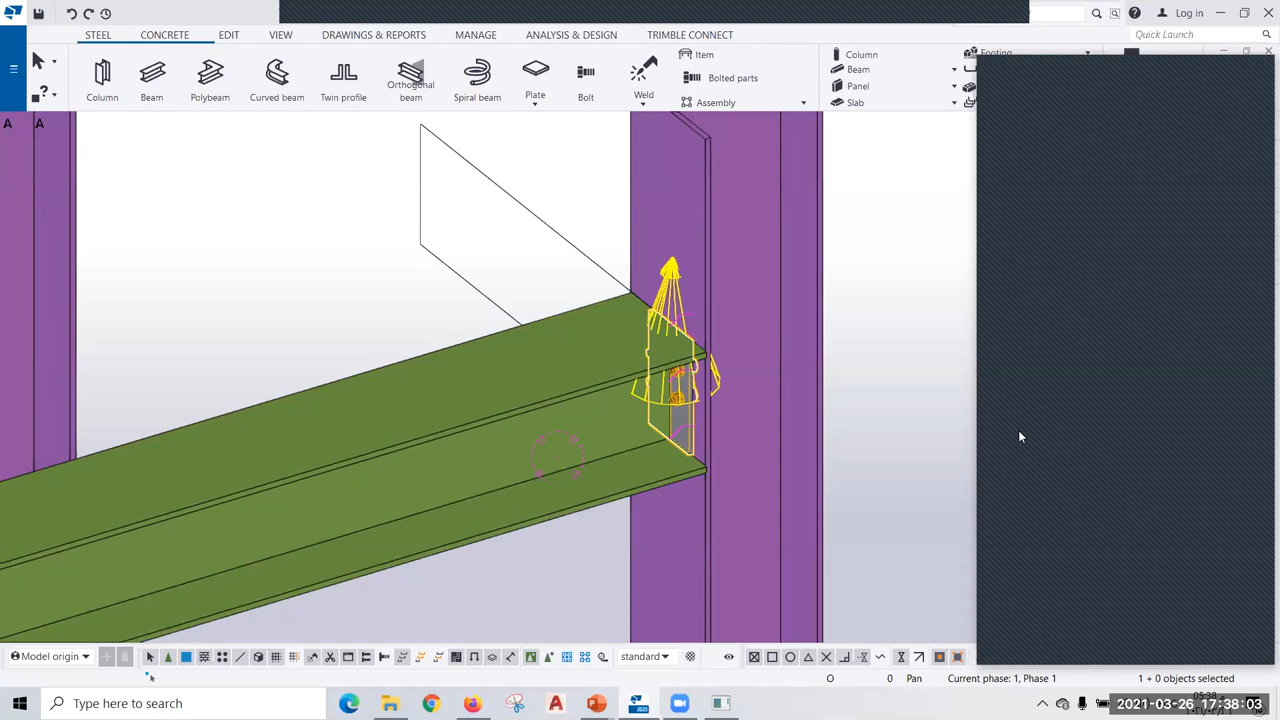 Log in
STEEL CONCRETE EDIT VIEW DRAWINGS & REPORTS MANAGE ANALYSIS & DESIGN TRIMBLE CONNECT
Quick Launch
Column
Beam
Polybeam
Curved beam
Twin profile
Orthogonal
beam
Spiral beam
Plate
Bolt
Weld
Item
Bolted parts
Assembly
Column
Beam
Panel
Slab
Footing
A A
Model origin
standard
O 0 Pan Current phase: 1, Phase 1 1 + 0 objects selected
Type here to search
05:38
2021-03-26 17:38:03